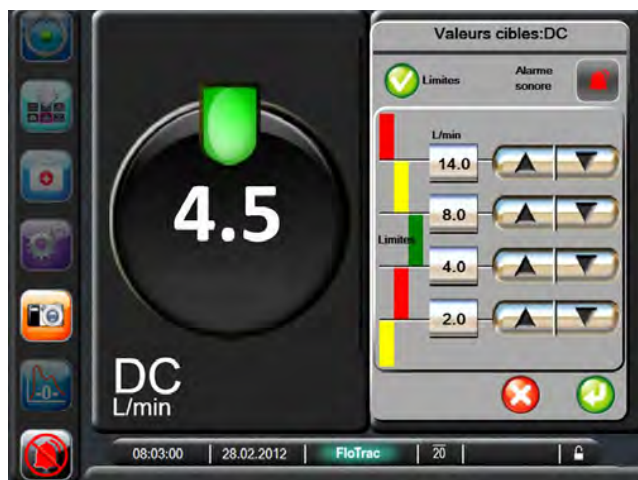 Valeurs cibles:DC
Limites
Alarme
sonore
L/min
14.0
8.0
Limites
4.0
2.0
4.5
DC
L/min
-0-
08:03:00 | 28.02.2012 | FloTrac | 20